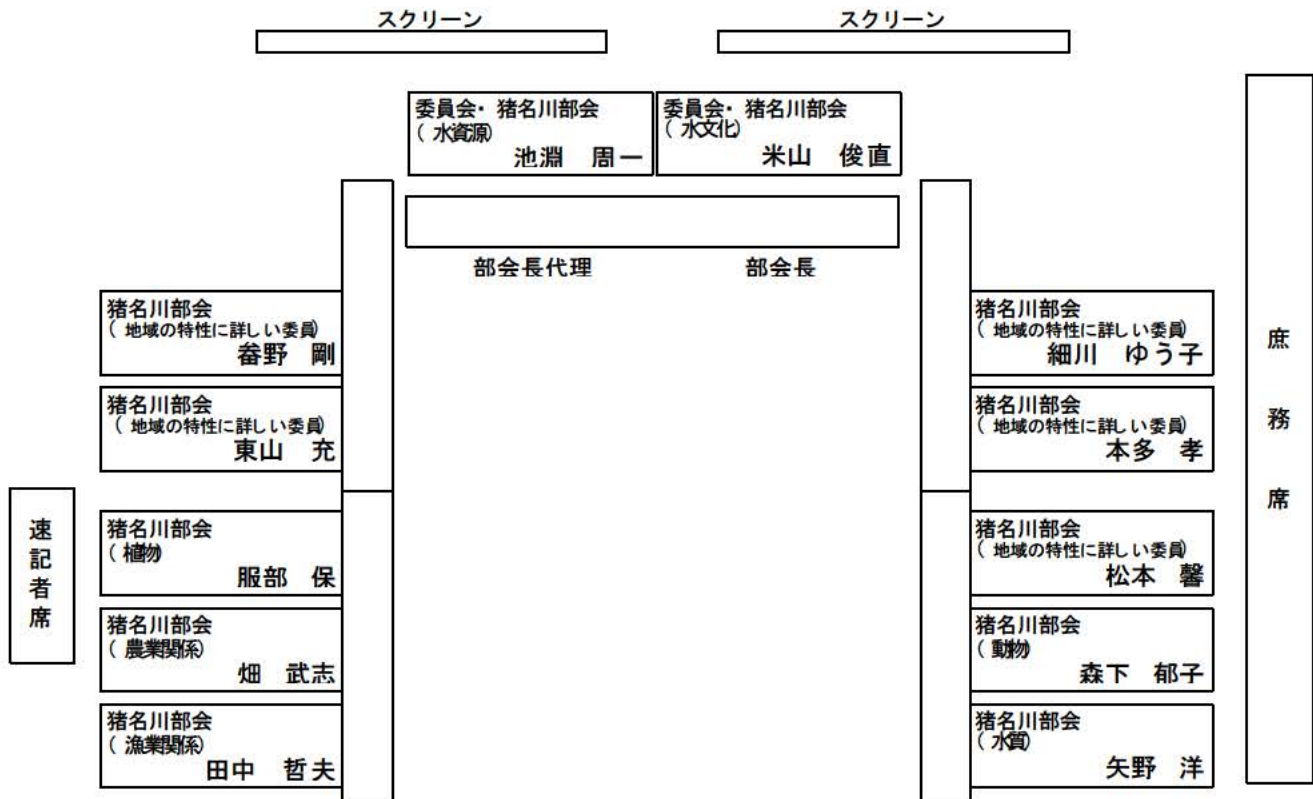 スクリーン
スクリーン
委員会・猪名川部会
(水資源)
池淵 周一
委員会・猪名川部会
(水文化)
米山 俊直
部会長代理
部会長
猪名川部会
(地域の特性に詳しい委員)
畚野 剛
猪名川部会
(地域の特性に詳しい委員)
東山 充
猪名川部会
(植物)
服部 保
猪名川部会
(農業関係)
畑 武志
猪名川部会
(漁業関係)
田中 哲夫
猪名川部会
(地域の特性に詳しい委員)
細川 ゆう子
猪名川部会
(地域の特性に詳しい委員)
本多 孝
猪名川部会
(地域の特性に詳しい委員)
松本 馨
猪名川部会
(動物)
森下 郁子
猪名川部会
(水質)
矢野 洋
速記者席
庶務席